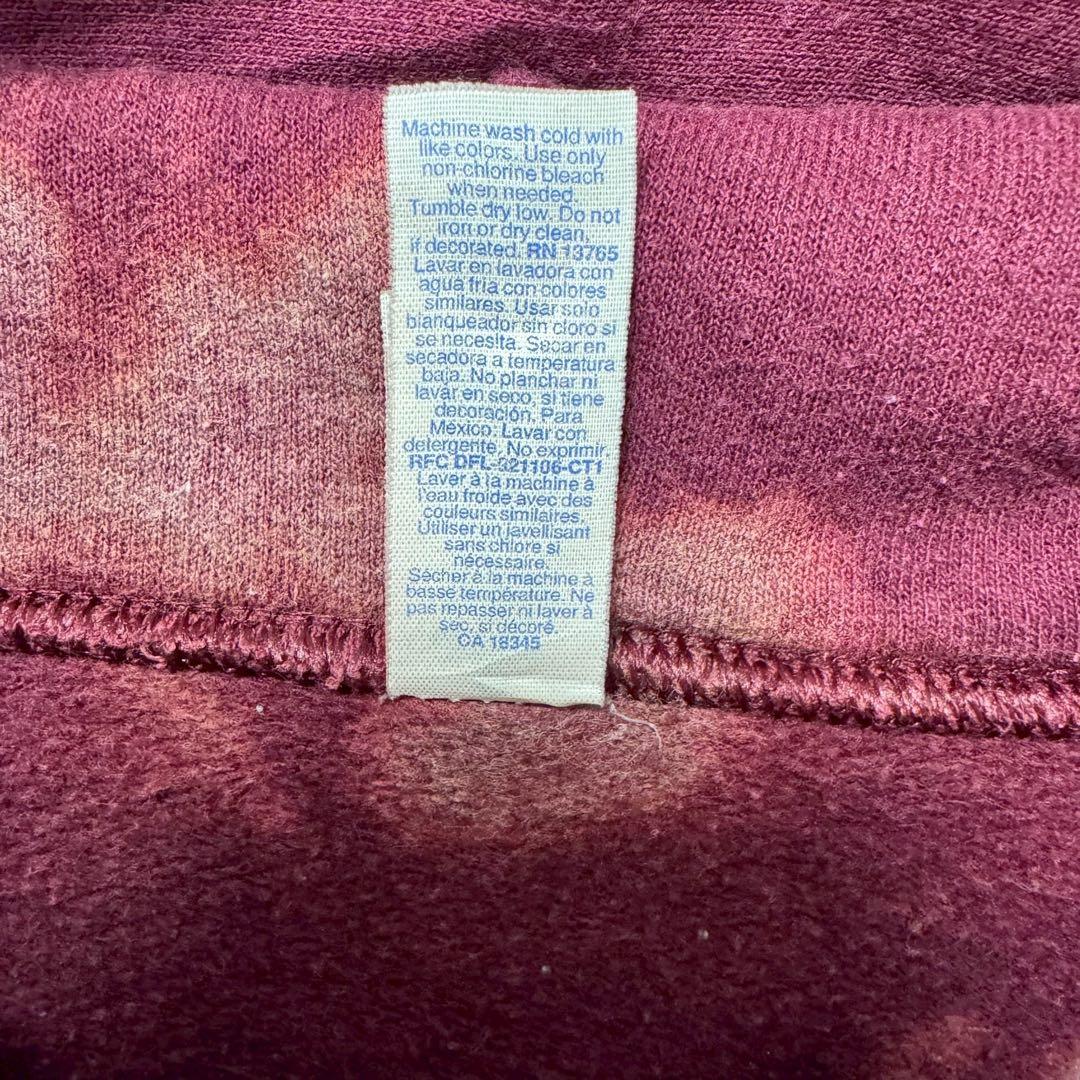 Machine wash cold with
like colors. Use only
non-chlorine bleach
when needed.
Tumble dry low. Do not
iron or dry clean,
if decorated. RN 13765
Lavar en lavadora con
agua fria con colores
similares. Usar solo
blanqueador sin cloro si
se necesita. Secar en
secadora a temperatura
baja. No planchar ni
lavar en seco, si tiene
decoración. Para
Mexico. Lavar con
detergente. No exprimir
RFC DFL-921106-CT1
Laver à la machine à
l'eau froide avec des
couleurs similaires.
Utiliser un javellisant
sans chlore si
nécessaire.
Sécher à la machine à
basse température. Ne
pas repasser ni laver à
sec, si décoré.
CA 18345